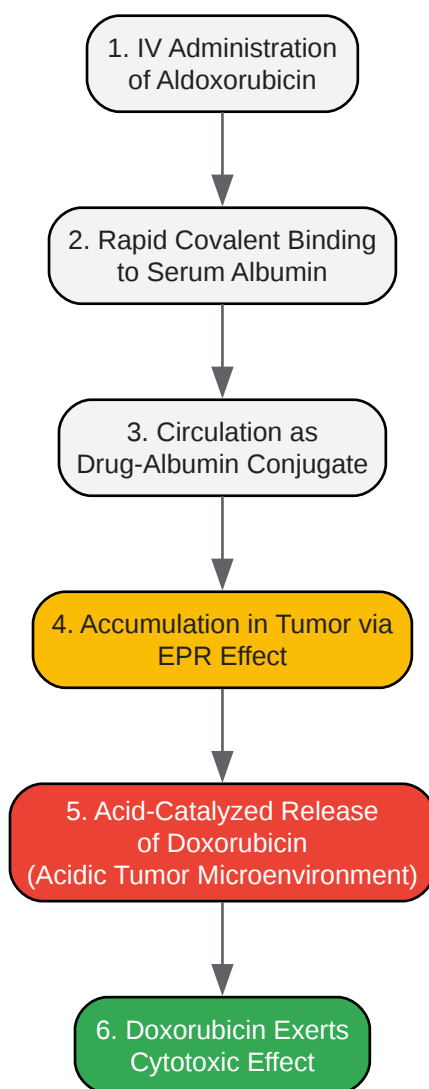 1. IV Administration
of Aldoxorubicin
2. Rapid Covalent Binding
to Serum Albumin
3. Circulation as
Drug-Albumin Conjugate
4. Accumulation in Tumor via
EPR Effect
5. Acid-Catalyzed Release
of Doxorubicin
(Acidic Tumor Microenvironment)
6. Doxorubicin Exerts
Cytotoxic Effect